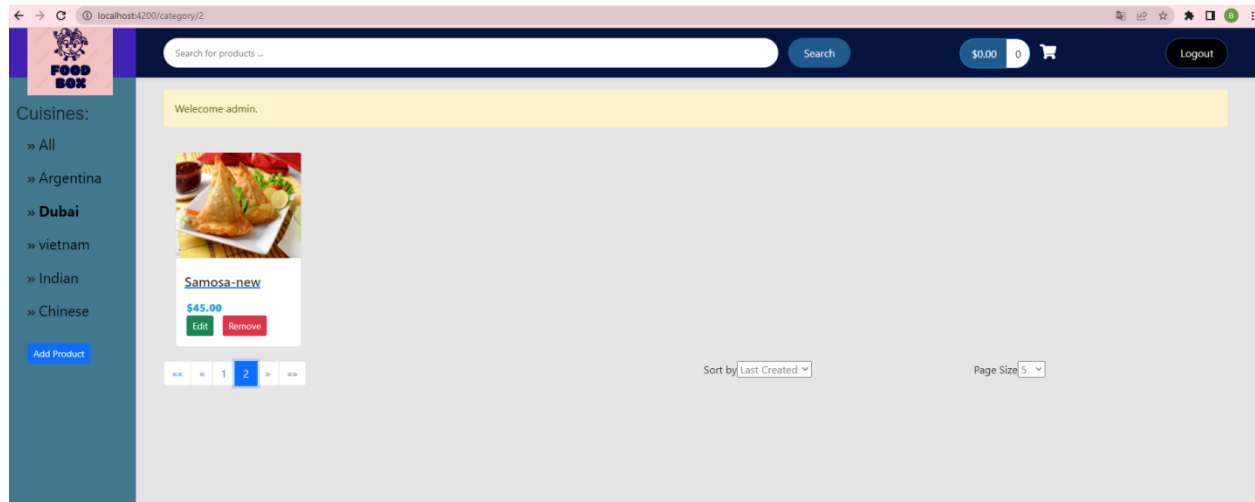 localhost:4200/category/2
B
FOOD
BOX
Search for products ...
Search
$0.00 0
Logout
Cuisines:
» All
» Argentina
» Dubai
» vietnam
» Indian
» Chinese
Add Product
Welecome admin.
Samosa-new
$45.00
Edit Remove
«« « 1 2 » »»
Sort by Last Created
Page Size 5